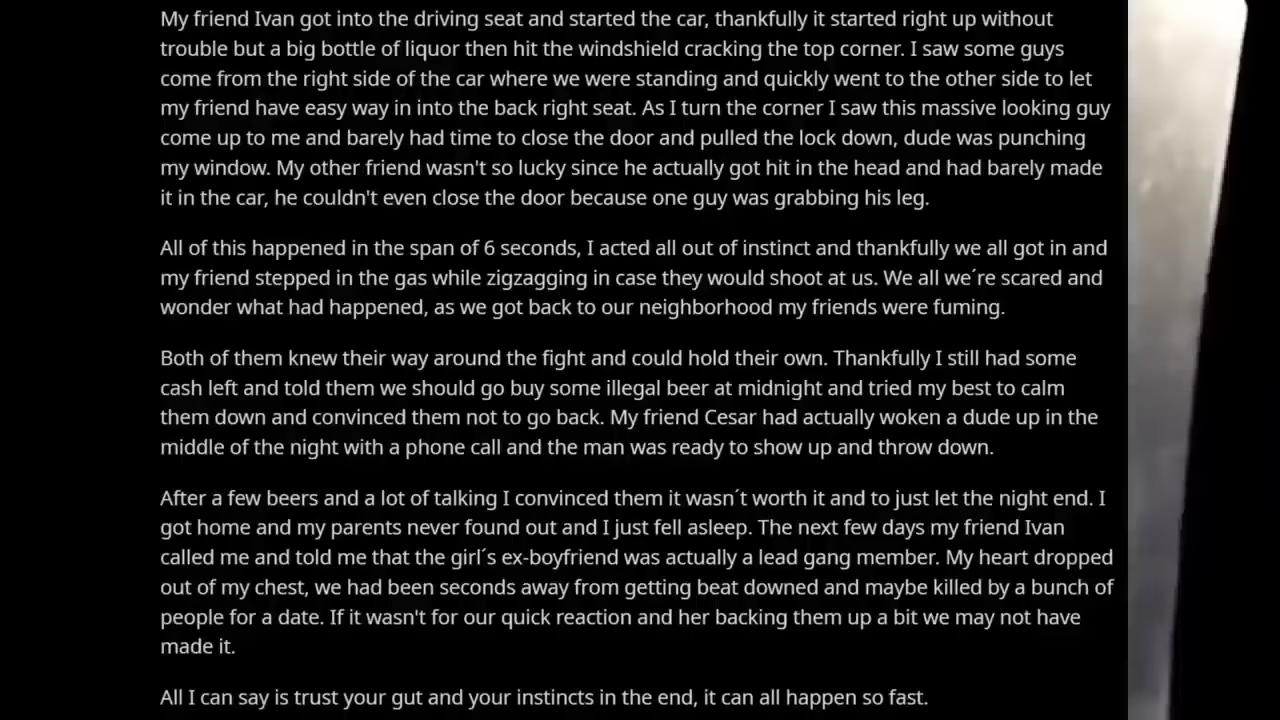 My friend Ivan got into the driving seat and started the car, thankfully it started right up without
trouble but a big bottle of liquor then hit the windshield cracking the top corner. I saw some guys
come from the right side of the car where we were standing and quickly went to the other side to let
my friend have easy way in into the back right seat. As I turn the corner I saw this massive looking guy
come up to me and barely had time to close the door and pulled the lock down, dude was punching
my window. My other friend wasn't so lucky since he actually got hit in the head and had barely made
it in the car, he couldn't even close the door because one guy was grabbing his leg.
All of this happened in the span of 6 seconds, I acted all out of instinct and thankfully we all got in and
my friend stepped in the gas while zigzagging in case they would shoot at us. We all we´re scared and
wonder what had happened, as we got back to our neighborhood my friends were fuming.
Both of them knew their way around the fight and could hold their own. Thankfully I still had some
cash left and told them we should go buy some illegal beer at midnight and tried my best to calm
them down and convinced them not to go back. My friend Cesar had actually woken a dude up in the
middle of the night with a phone call and the man was ready to show up and throw down.
After a few beers and a lot of talking I convinced them it wasn´t worth it and to just let the night end. I
got home and my parents never found out and I just fell asleep. The next few days my friend Ivan
called me and told me that the girl´s ex-boyfriend was actually a lead gang member. My heart dropped
out of my chest, we had been seconds away from getting beat downed and maybe killed by a bunch of
people for a date. If it wasn't for our quick reaction and her backing them up a bit we may not have
made it.
All I can say is trust your gut and your instincts in the end, it can all happen so fast.